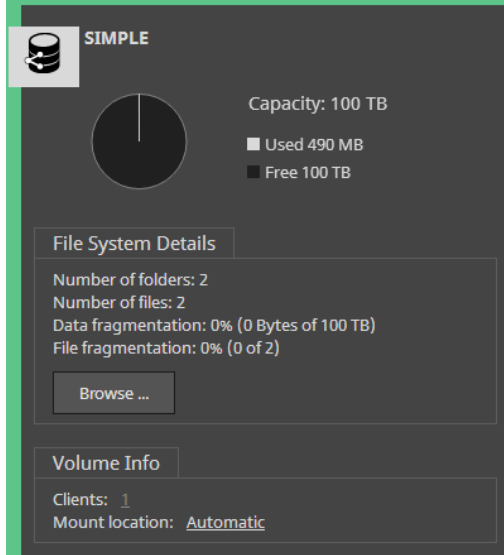 SIMPLE
Capacity: 100 TB
Used 490 MB
Free 100 TB
File System Details
Number of folders: 2
Number of files: 2
Data fragmentation: 0% (0 Bytes of 100 TB)
File fragmentation: 0% (0 of 2)
Browse ...
Volume Info
Clients: 1
Mount location: Automatic